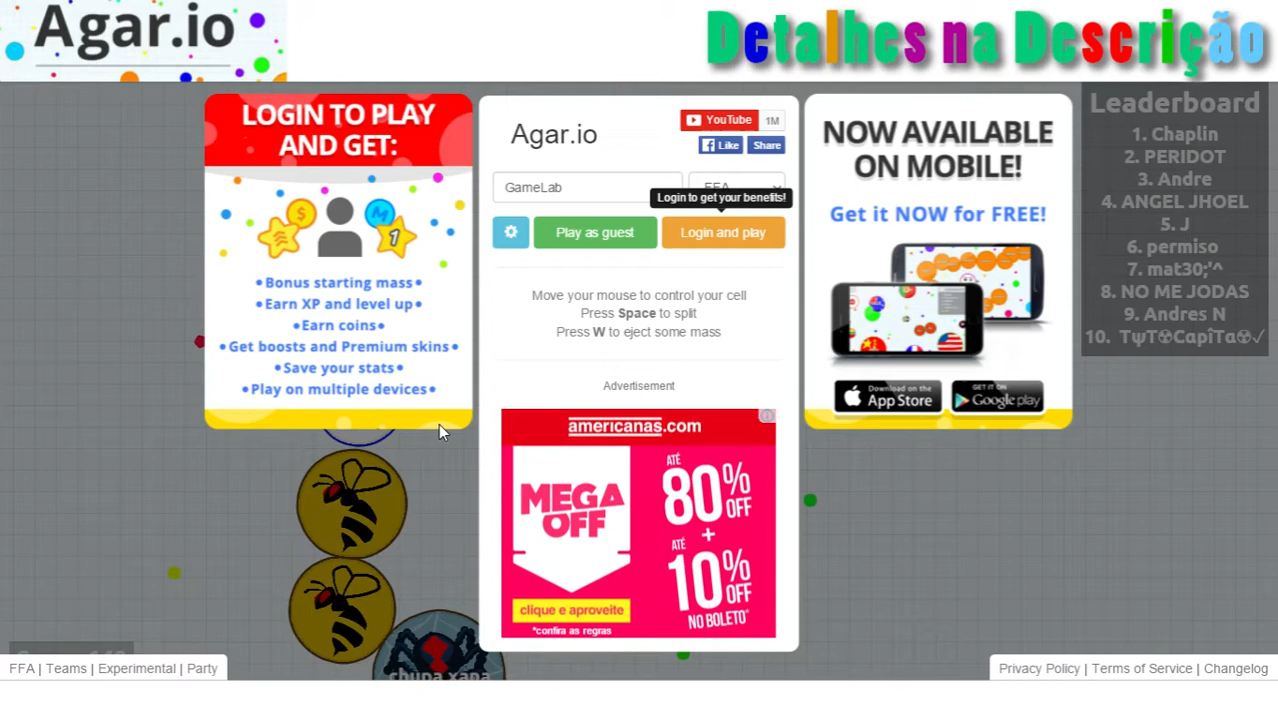 Agar.io
Detalhes na Descrição
LOGIN TO PLAY
AND GET:
•Bonus starting mass•
•Earn XP and level up•
•Earn coins•
•Get boosts and Premium skins•
•Save your stats•
•Play on multiple devices•
Agar.io
YouTube 1M
Like Share
GameLab
FFA
Login to get your benefits!
Play as guest
Login and play
Move your mouse to control your cell
Press Space to split
Press W to eject some mass
Advertisement
americanas.com
MEGA
OFF
clique e aproveite
*confira as regras
ATÉ
80%
OFF
+
ATÉ
10%
OFF
NO BOLETO*
NOW AVAILABLE
ON MOBILE!
Get it NOW for FREE!
Download on the
App Store
GET IT ON
Google play
Leaderboard
1. Chaplin
2. PERIDOT
3. Andre
4. ANGEL JHOEL
5. J
6. permiso
7. mat30;'^
8. NO ME JODAS
9. Andres N
10. TψT☢CαpîTα☢✓
chupa xana
FFA | Teams | Experimental | Party
Privacy Policy | Terms of Service | Changelog